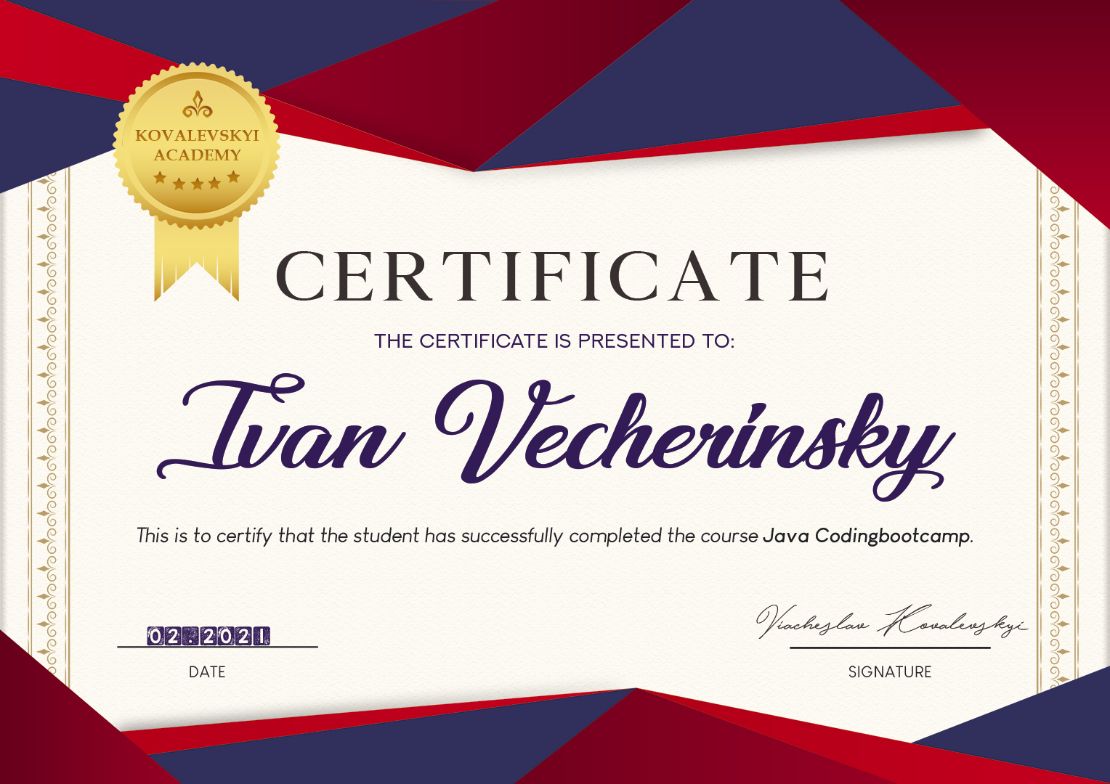 KOVALEVSKYI
ACADEMY
CERTIFICATE
THE CERTIFICATE IS PRESENTED TO:
Ivan Vecherinsky
This is to certify that the student has successfully completed the course Java Codingbootcamp.
02.2021
Viacheslav Kovalevskyi
DATE
SIGNATURE